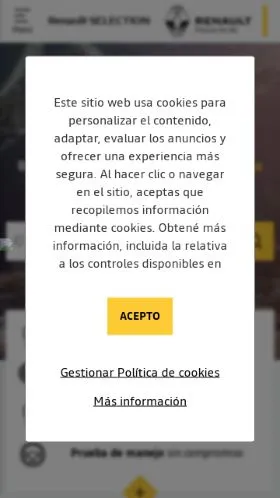 Renault SELECTION
RENAULT
Este sitio web usa cookies para
personalizar el contenido,
adaptar, evaluar los anuncios y
ofrecer una experiencia más
segura. Al hacer clic o navegar
en el sitio, aceptas que
recopilemos información
mediante cookies. Obtené más
información, incluida la relativa
a los controles disponibles en
ACEPTO
Gestionar Política de cookies
Más información
Prueba de manejo sin compromiso